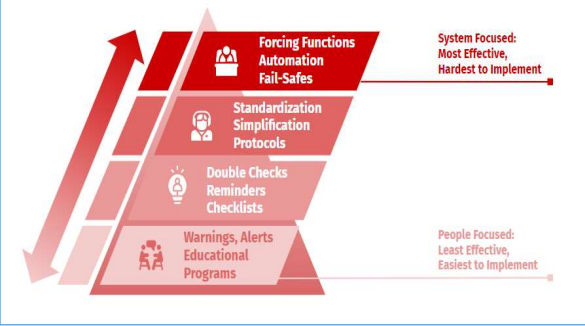 Forcing Functions
Automation
Fail-Safes
System Focused:
Most Effective,
Hardest to Implement
Standardization
Simplification
Protocols
Double Checks
Reminders
Checklists
Warnings, Alerts
Educational
Programs
People Focused:
Least Effective,
Easiest to Implement